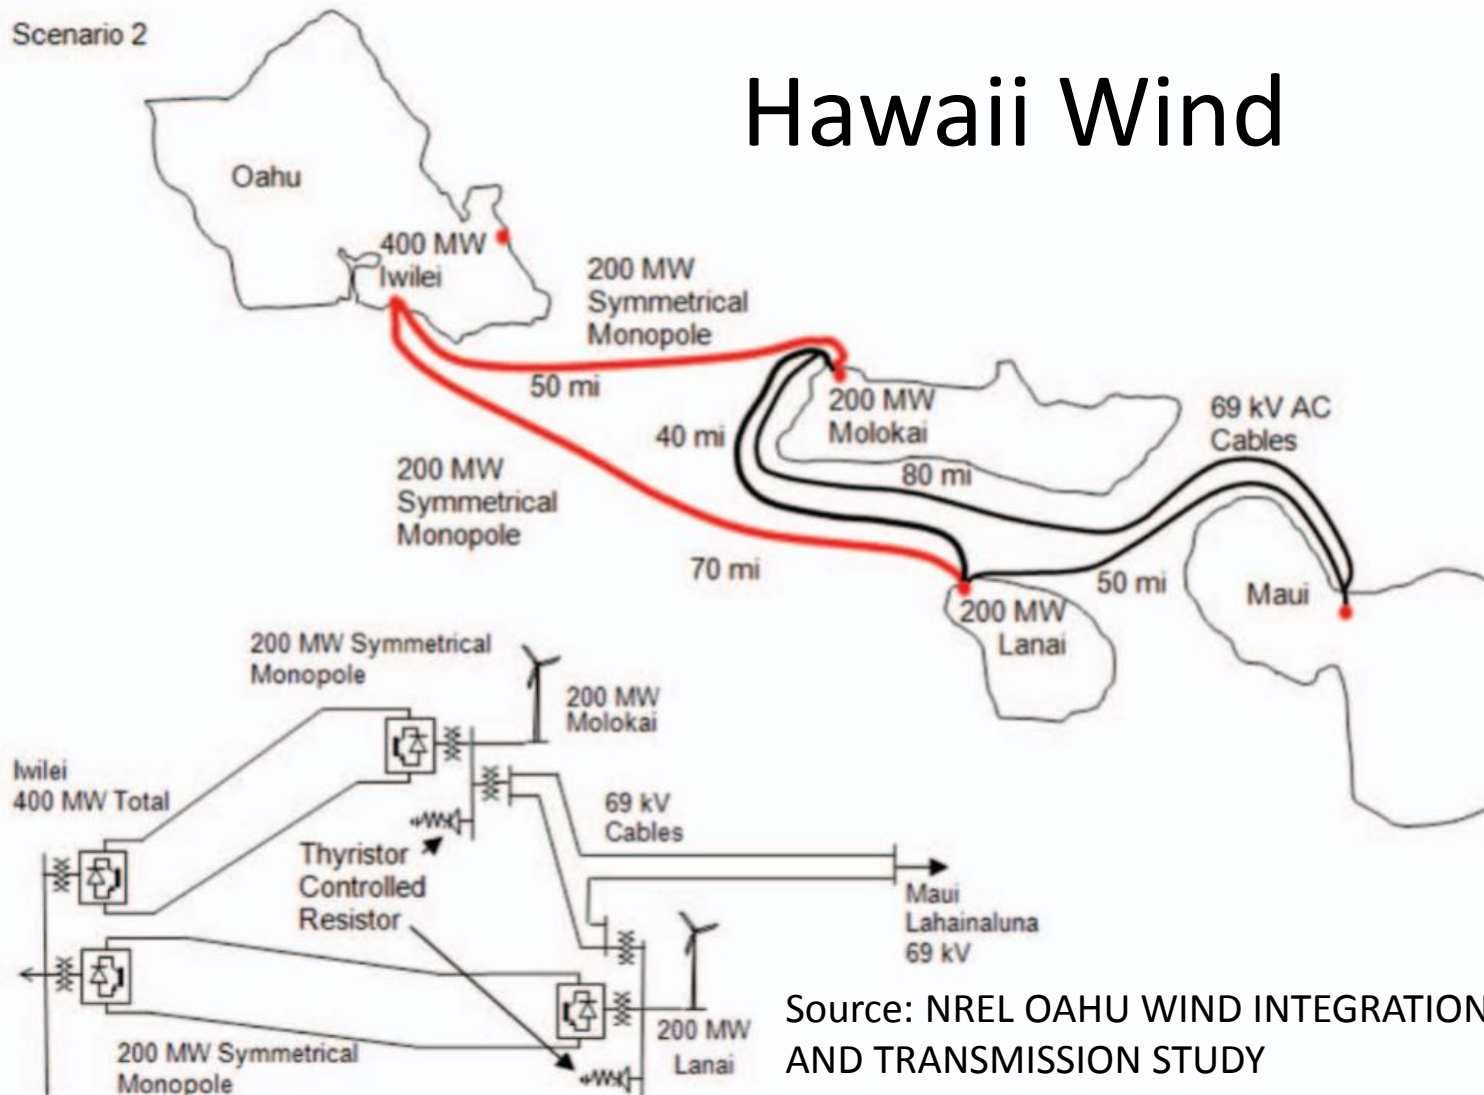 Scenario 2
Hawaii Wind
Oahu
400 MW
Iwilei
200 MW
Symmetrical
Monopole
50 mi
200 MW
Molokai
69 kV AC
Cables
40 mi
80 mi
200 MW
Symmetrical
Monopole
70 mi
50 mi
Maui
200 MW
Lanai
200 MW Symmetrical
Monopole
200 MW
Molokai
Iwilei
400 MW Total
69 kV
Cables
Thyristor
Controlled
Resistor
Maui
Lahainaluna
69 kV
200 MW
Lanai
200 MW Symmetrical
Monopole
Source: NREL OAHU WIND INTEGRATION
AND TRANSMISSION STUDY